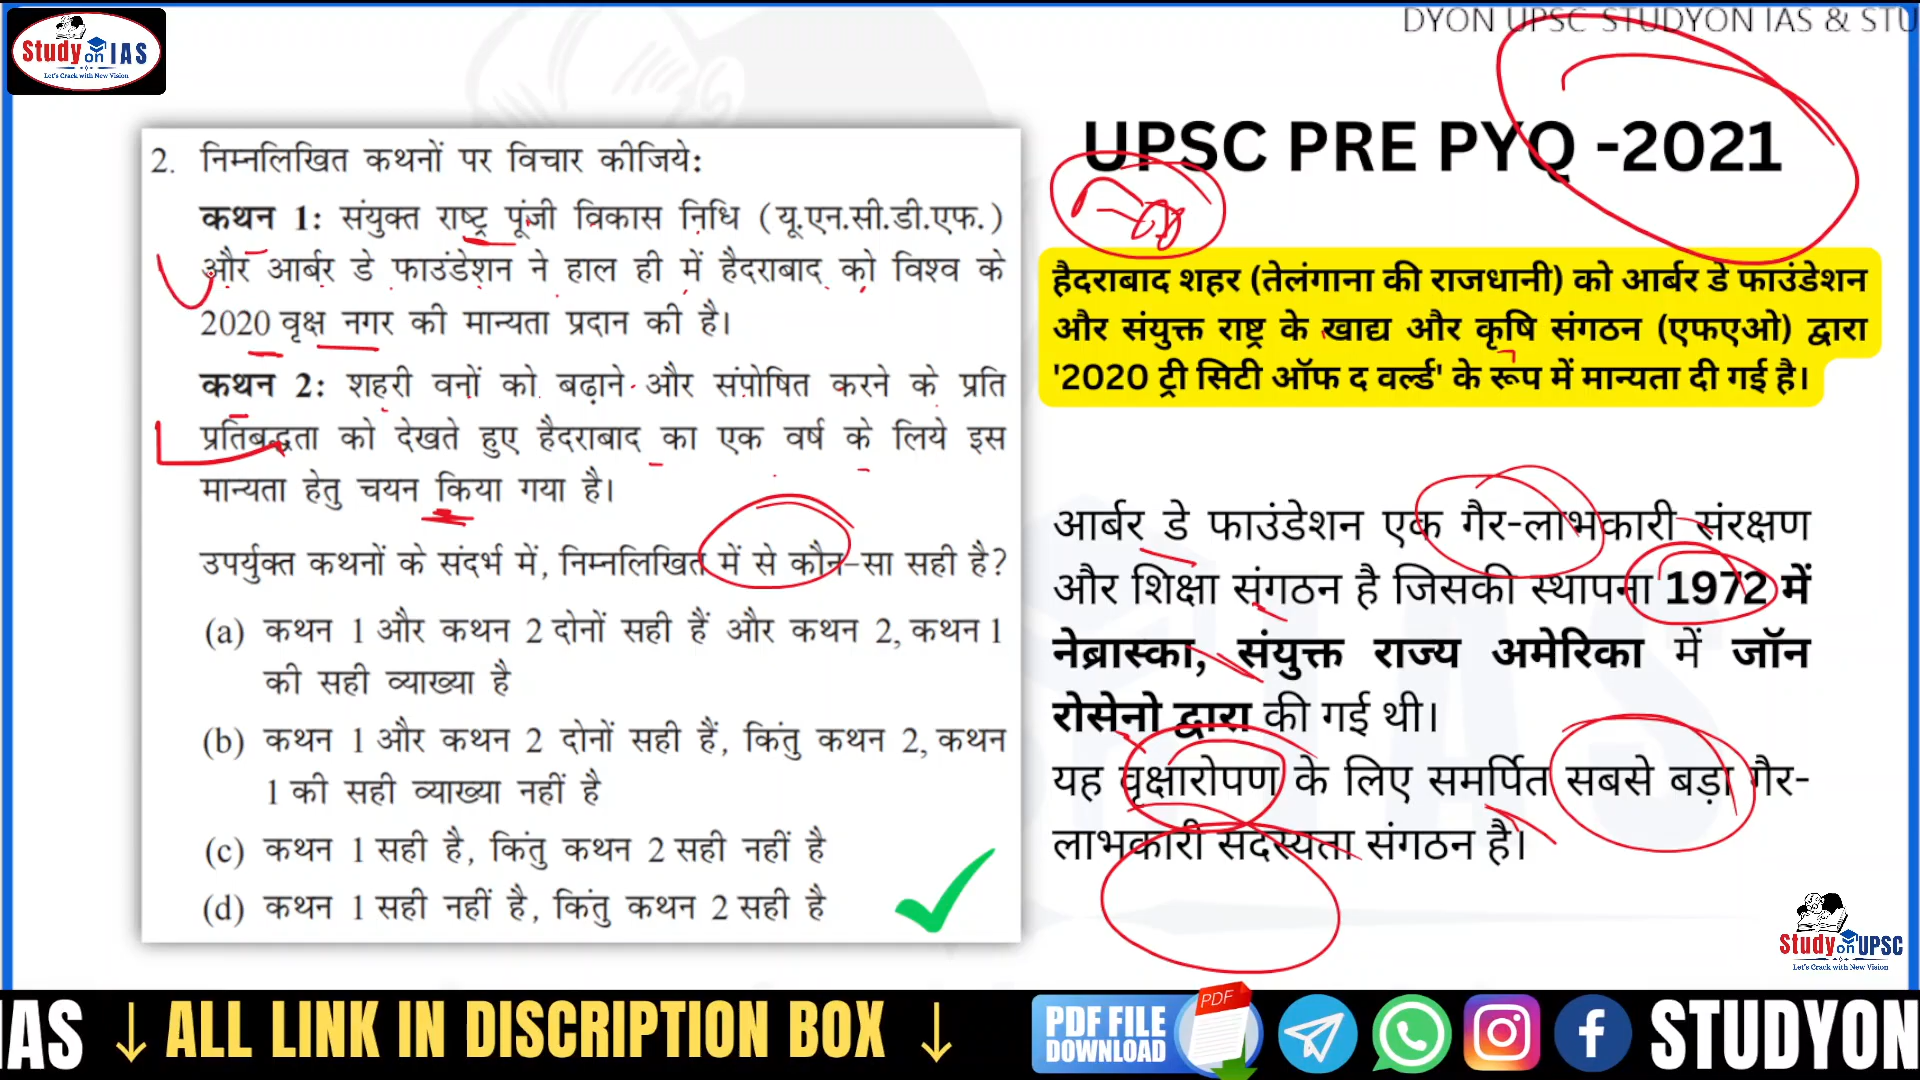 DYON UPSC STUDYON IAS & STU
Study on IAS
Let's Crack with New Vision
UPSC PRE PYQ -2021
2. निम्नलिखित कथनों पर विचार कीजिये:
कथन 1: संयुक्त राष्ट्र पूंजी विकास निधि (यू.एन.सी.डी.एफ.)
और आर्बर डे फाउंडेशन ने हाल ही में हैदराबाद को विश्व के
2020 वृक्ष नगर की मान्यता प्रदान की है।
कथन 2: शहरी वनों को बढ़ाने और संपोषित करने के प्रति
प्रतिबद्धता को देखते हुए हैदराबाद का एक वर्ष के लिये इस
मान्यता हेतु चयन किया गया है।
उपर्युक्त कथनों के संदर्भ में, निम्नलिखित में से कौन-सा सही है?
(a) कथन 1 और कथन 2 दोनों सही हैं और कथन 2, कथन 1
की सही व्याख्या है
(b) कथन 1 और कथन 2 दोनों सही हैं, किंतु कथन 2, कथन
1 की सही व्याख्या नहीं है
(c) कथन 1 सही है, किंतु कथन 2 सही नहीं है
(d) कथन 1 सही नहीं है, किंतु कथन 2 सही है
हैदराबाद शहर (तेलंगाना की राजधानी) को आर्बर डे फाउंडेशन
और संयुक्त राष्ट्र के खाद्य और कृषि संगठन (एफएओ) द्वारा
'2020 ट्री सिटी ऑफ द वर्ल्ड' के रूप में मान्यता दी गई है।
आर्बर डे फाउंडेशन एक गैर-लाभकारी संरक्षण
और शिक्षा संगठन है जिसकी स्थापना 1972 में
नेब्रास्का, संयुक्त राज्य अमेरिका में जॉन
रोसेनो द्वारा की गई थी।
यह वृक्षारोपण के लिए समर्पित सबसे बड़ा गैर-
लाभकारी सदस्यता संगठन है।
Study on UPSC
Let's Crack with New Vision
IAS ↓ ALL LINK IN DISCRIPTION BOX ↓
PDF FILE
DOWNLOAD
PDF
STUDYON